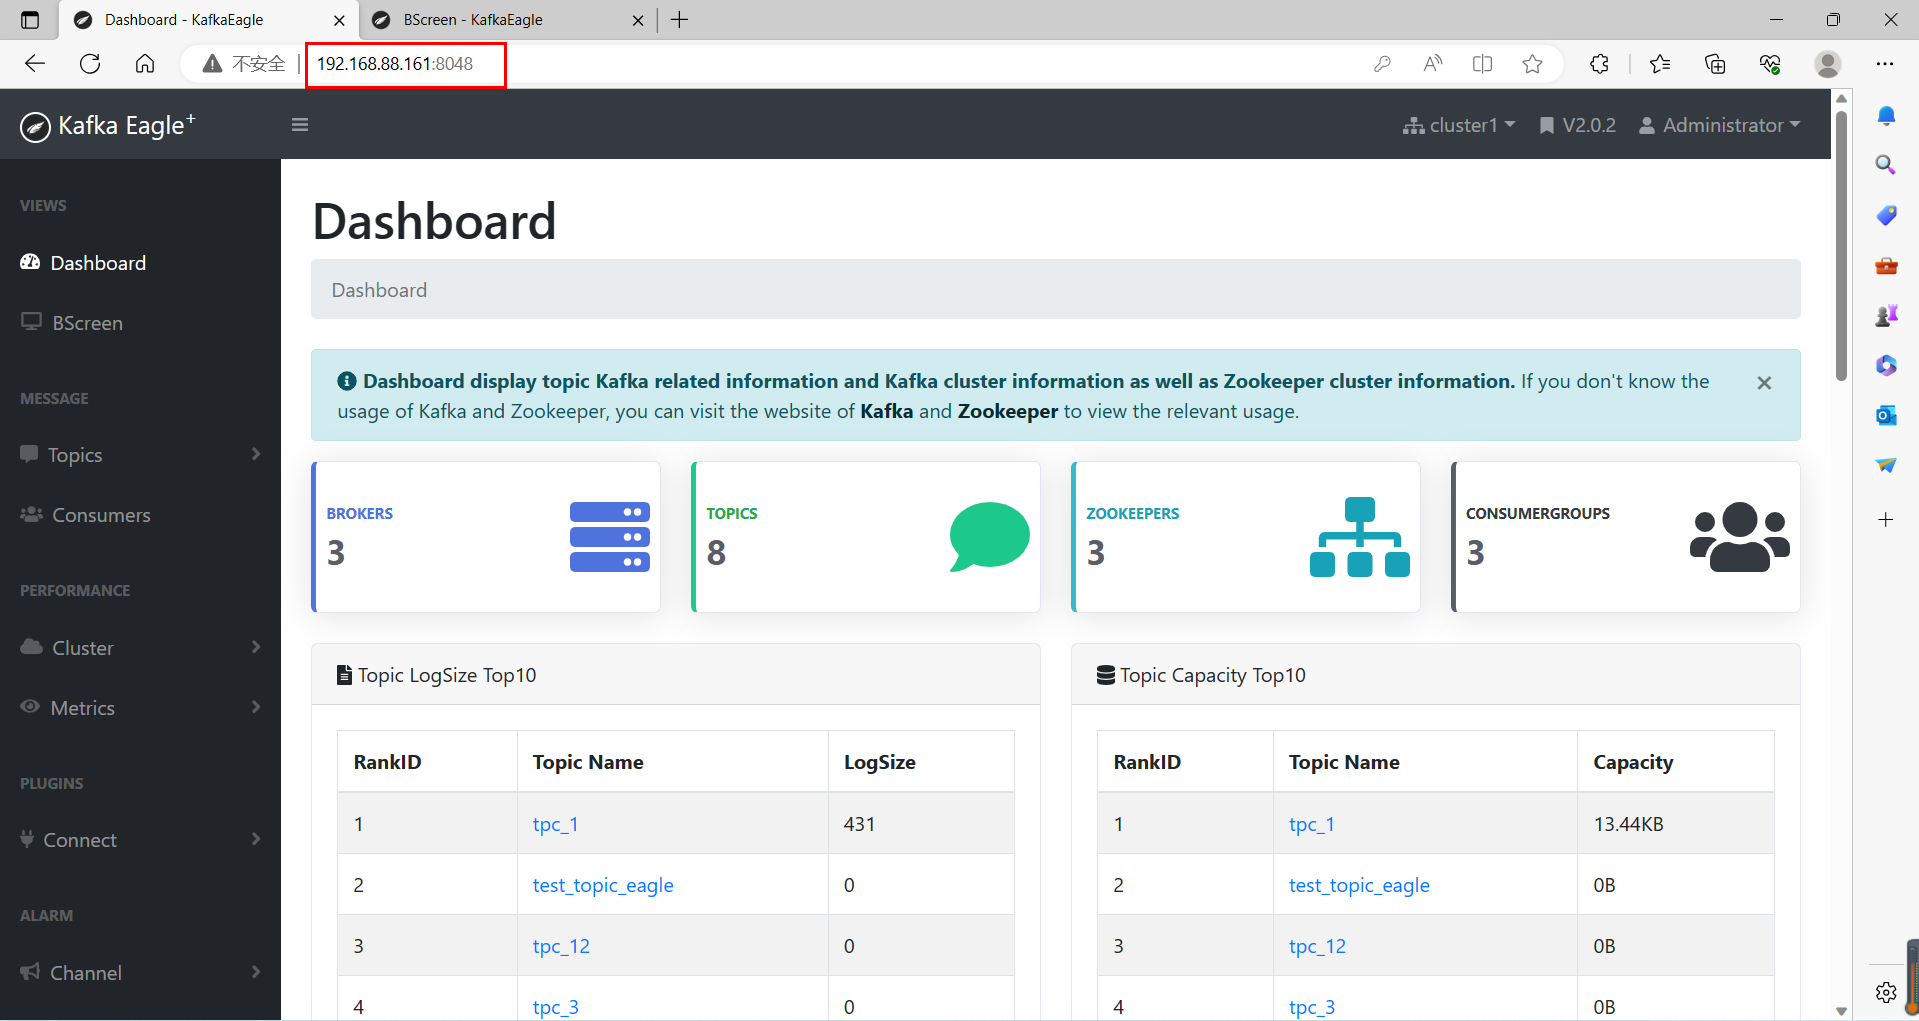 Dashboard - KafkaEagle
BScreen - KafkaEagle
不安全
192.168.88.161:8048
Kafka Eagle+
cluster1
V2.0.2
Administrator
VIEWS
Dashboard
BScreen
MESSAGE
Topics
Consumers
PERFORMANCE
Cluster
Metrics
PLUGINS
Connect
ALARM
Channel
Dashboard
Dashboard
Dashboard display topic Kafka related information and Kafka cluster information as well as Zookeeper cluster information. If you don't know the
usage of Kafka and Zookeeper, you can visit the website of Kafka and Zookeeper to view the relevant usage.
BROKERS
3
TOPICS
8
ZOOKEEPERS
3
CONSUMERGROUPS
3
Topic LogSize Top10
RankID Topic Name LogSize
1 tpc_1 431
2 test_topic_eagle 0
3 tpc_12 0
4 tpc_3 0
Topic Capacity Top10
RankID Topic Name Capacity
1 tpc_1 13.44KB
2 test_topic_eagle 0B
3 tpc_12 0B
4 tpc_3 0B